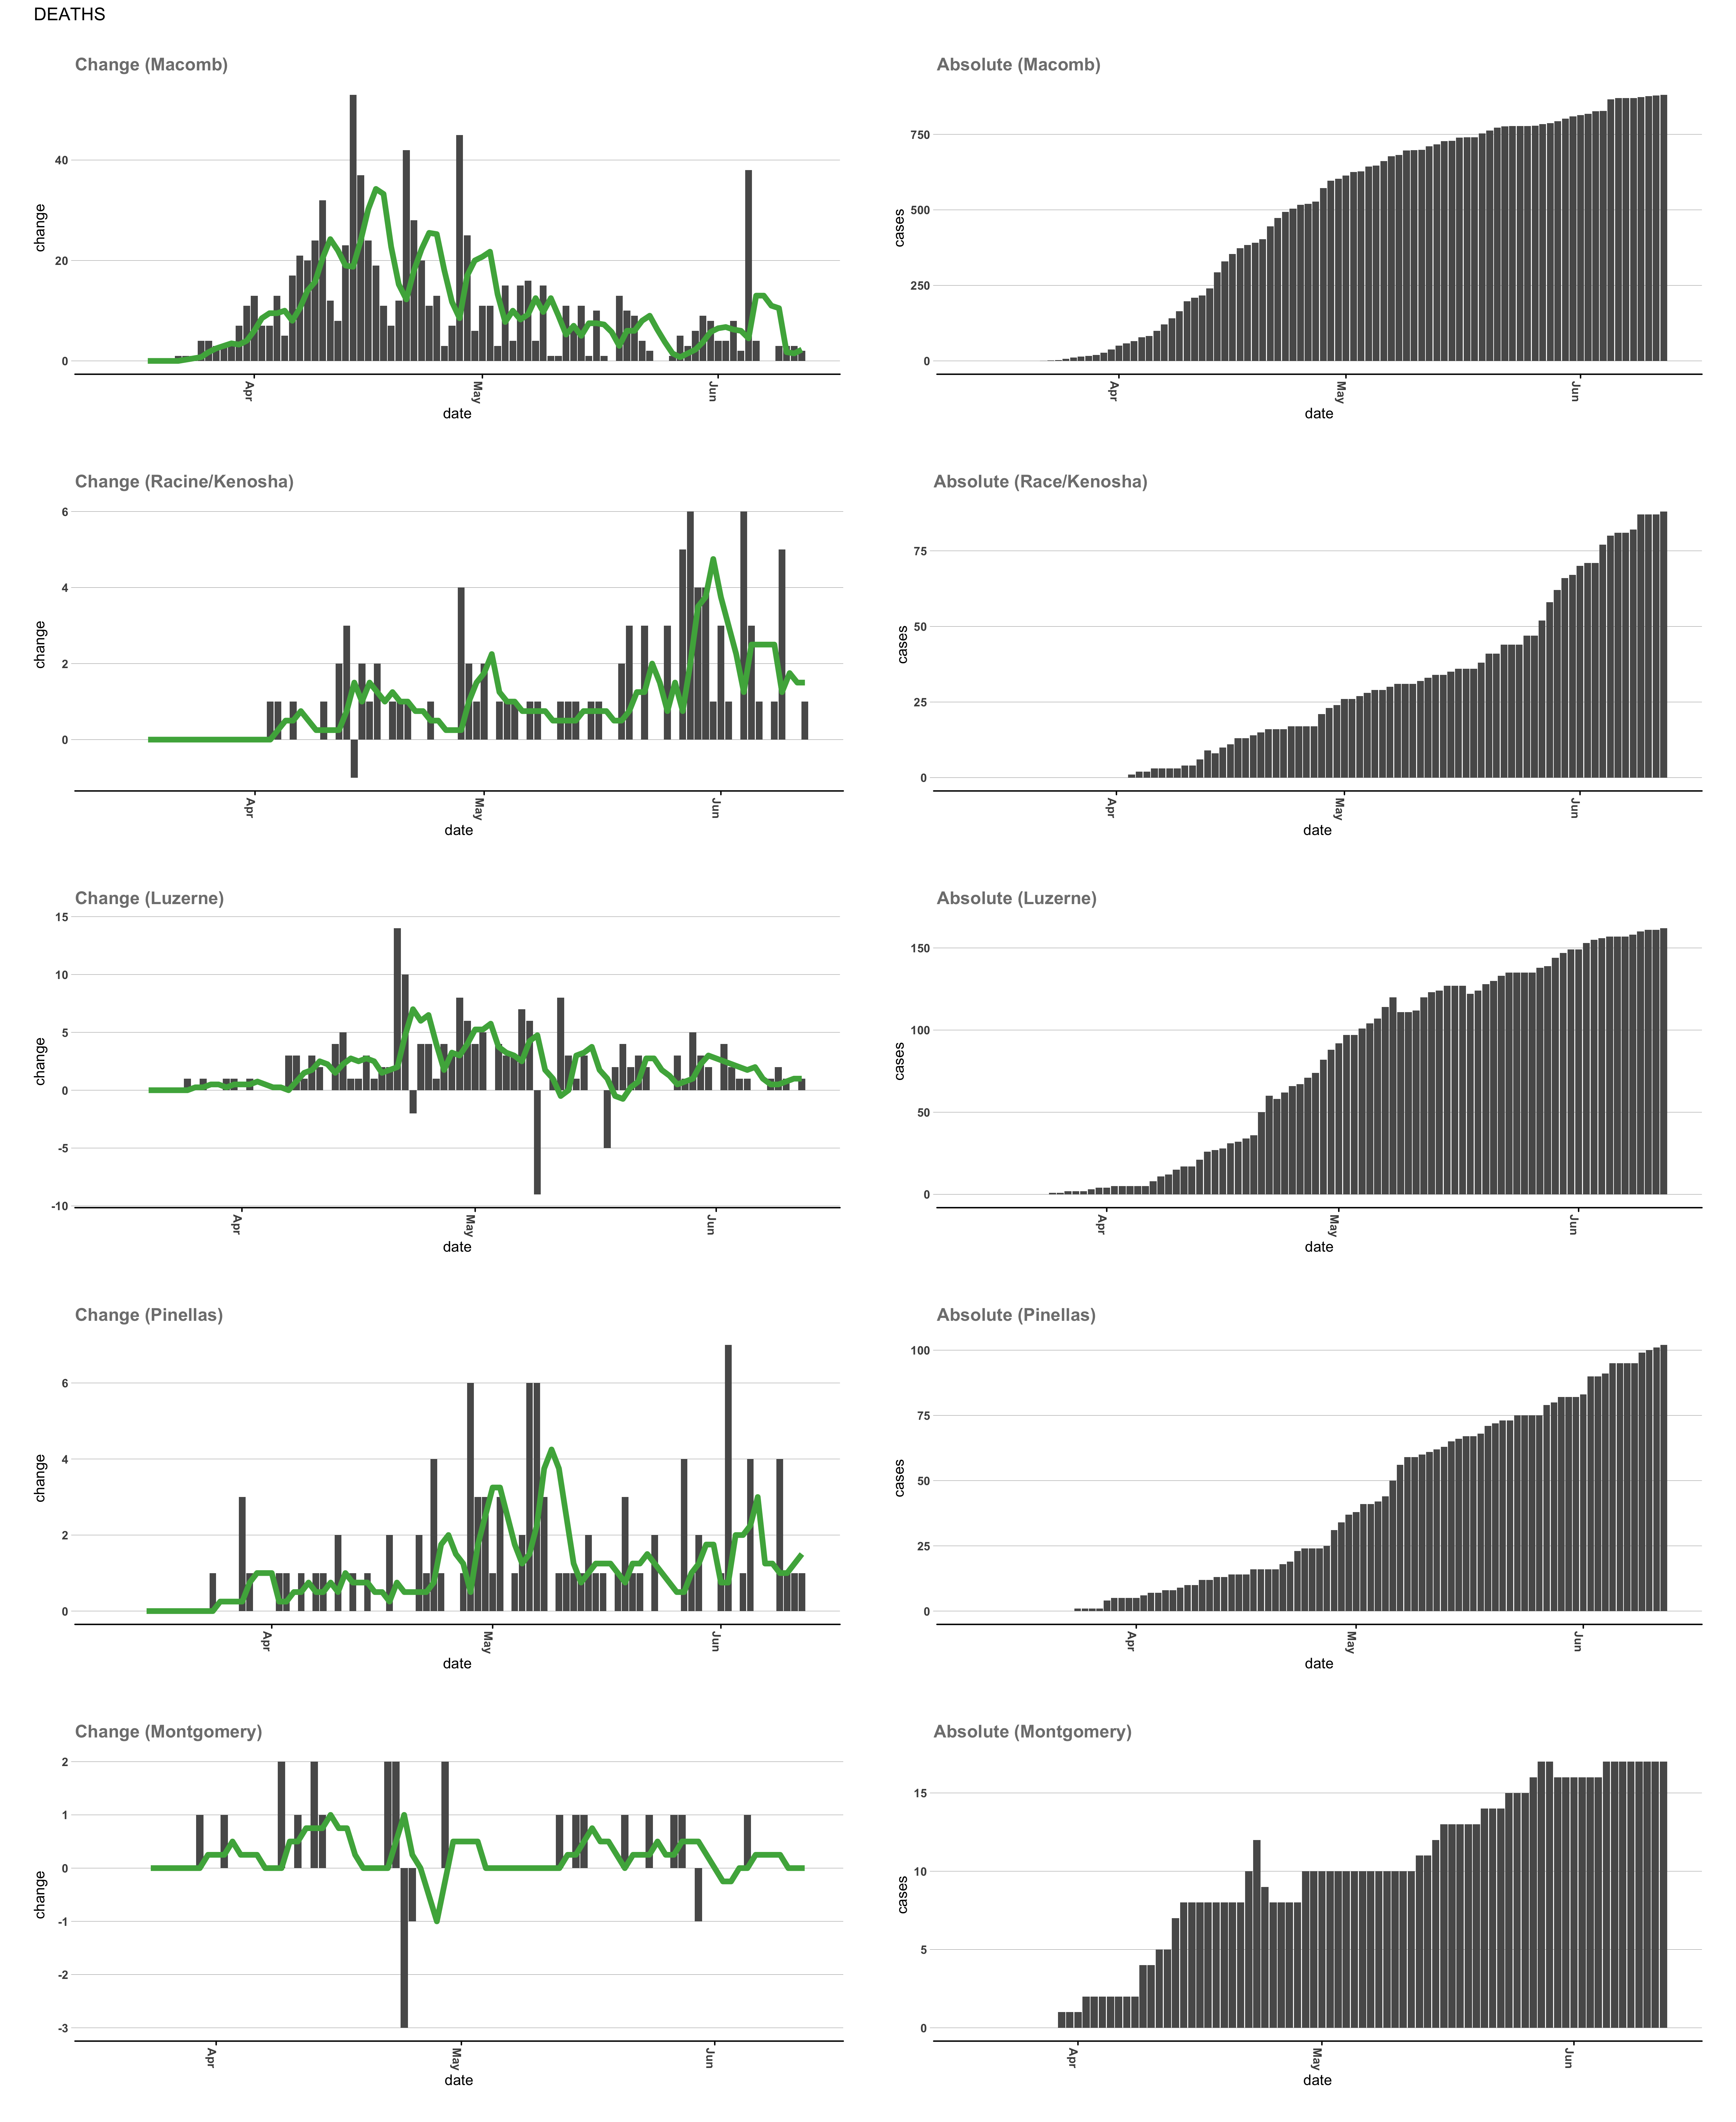 DEATHS
Change (Macomb)
40
20
0
change
Apr
May
Jun
date
Absolute (Macomb)
750
500
250
0
cases
Apr
May
Jun
date
Change (Racine/Kenosha)
6
4
2
0
change
Apr
May
Jun
date
Absolute (Race/Kenosha)
75
50
25
0
cases
Apr
May
Jun
date
Change (Luzerne)
15
10
5
0
-5
-10
change
Apr
May
Jun
date
Absolute (Luzerne)
150
100
50
0
cases
Apr
May
Jun
date
Change (Pinellas)
6
4
2
0
change
Apr
May
Jun
date
Absolute (Pinellas)
100
75
50
25
0
cases
Apr
May
Jun
date
Change (Montgomery)
2
1
0
-1
-2
-3
change
Apr
May
Jun
date
Absolute (Montgomery)
15
10
5
0
cases
Apr
May
Jun
date